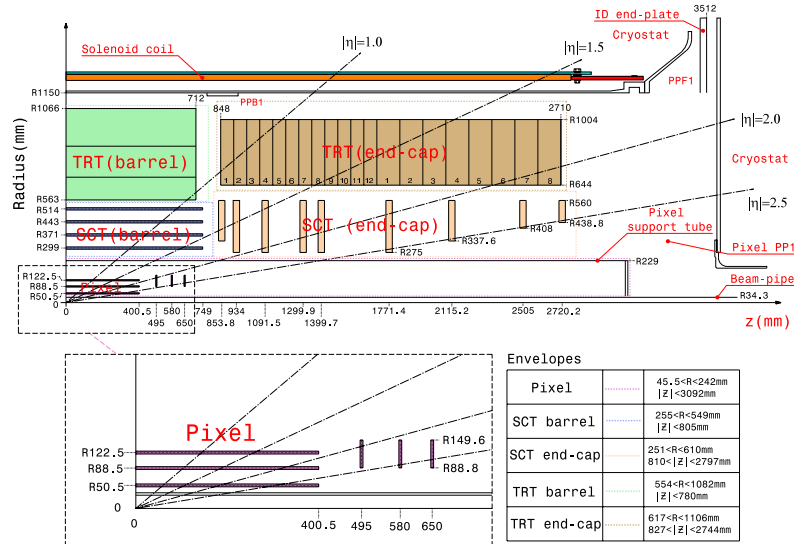 3512
ID end-plate
Cryostat
PPF1
Solenoid coil
|η|=1.0
|η|=1.5
|η|=2.0
|η|=2.5
Radius(mm)
R1150
R1066
712
PPB1
848
2710
R1004
TRT(barrel)
TRT(end-cap)
1 2 3 4 5 6 7 8 9 10 11 12 1 2 3 4 5 6 7 8
R644
Cryostat
R563
R514
R443
R371
R299
SCT(barrel)
SCT (end-cap)
R560
R438.8
R408
R337.6
R275
Pixel
support tube
Pixel PP1
R229
R122.5
R88.5
R50.5
0
Pixel
Beam-pipe
R34.3
0
400.5
495
580
650
749
853.8
934
1091.5
1299.9
1399.7
1771.4
2115.2
2505
2720.2
z(mm)
Pixel
R122.5
R88.5
R50.5
0
R149.6
R88.8
0
400.5
495
580
650
Envelopes
Pixel
45.5<R<242mm
|Z|<3092mm
SCT barrel
255<R<549mm
|Z|<805mm
SCT end-cap
251<R<610mm
810<|Z|<2797mm
TRT barrel
554<R<1082mm
|Z|<780mm
TRT end-cap
617<R<1106mm
827<|Z|<2744mm